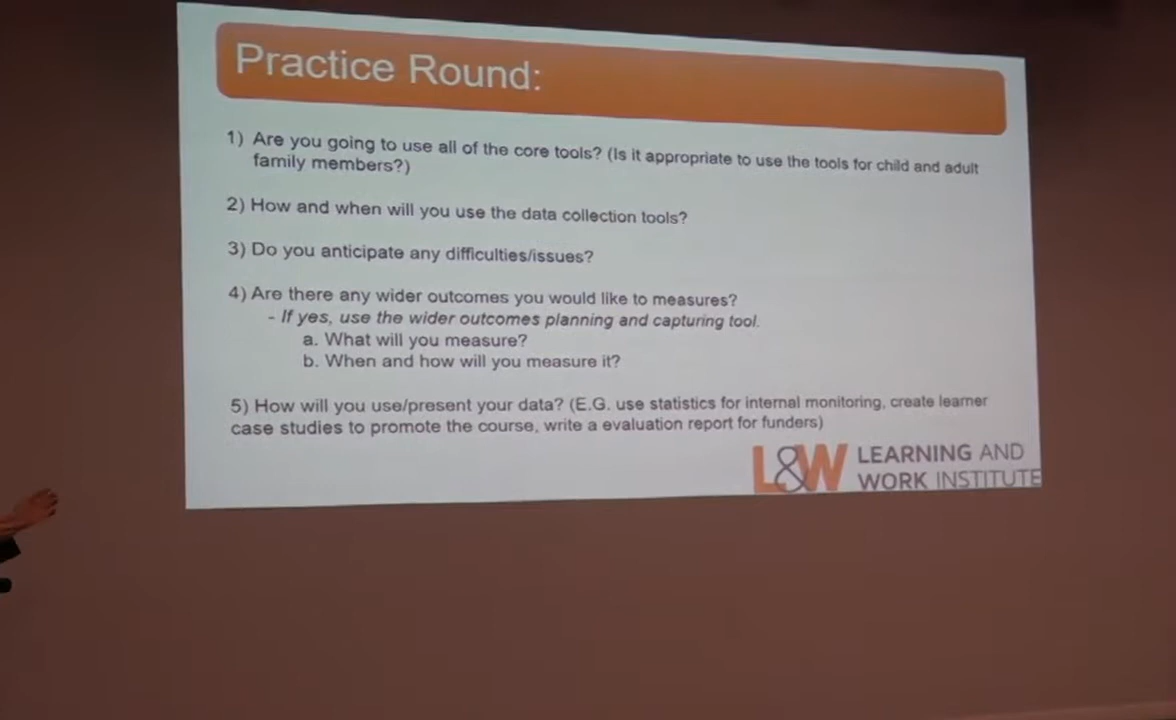 Practice Round:
1) Are you going to use all of the core tools? (Is it appropriate to use the tools for child and adult
family members?)
2) How and when will you use the data collection tools?
3) Do you anticipate any difficulties/issues?
4) Are there any wider outcomes you would like to measures?
- If yes, use the wider outcomes planning and capturing tool.
a. What will you measure?
b. When and how will you measure it?
5) How will you use/present your data? (E.G. use statistics for internal monitoring, create learner
case studies to promote the course, write a evaluation report for funders)
L&W LEARNING AND
WORK INSTITUTE